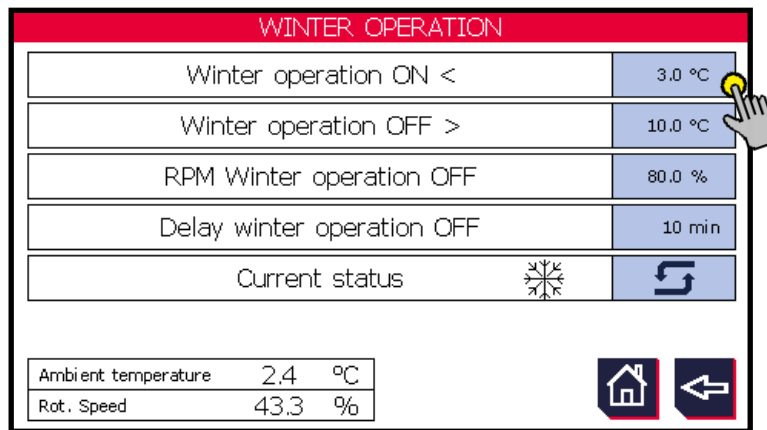 WINTER OPERATION
Winter operation ON < 3.0 °C
Winter operation OFF > 10.0 °C
RPM Winter operation OFF 80.0 %
Delay winter operation OFF 10 min
Current status
Ambient temperature 2.4 °C
Rot. Speed 43.3 %